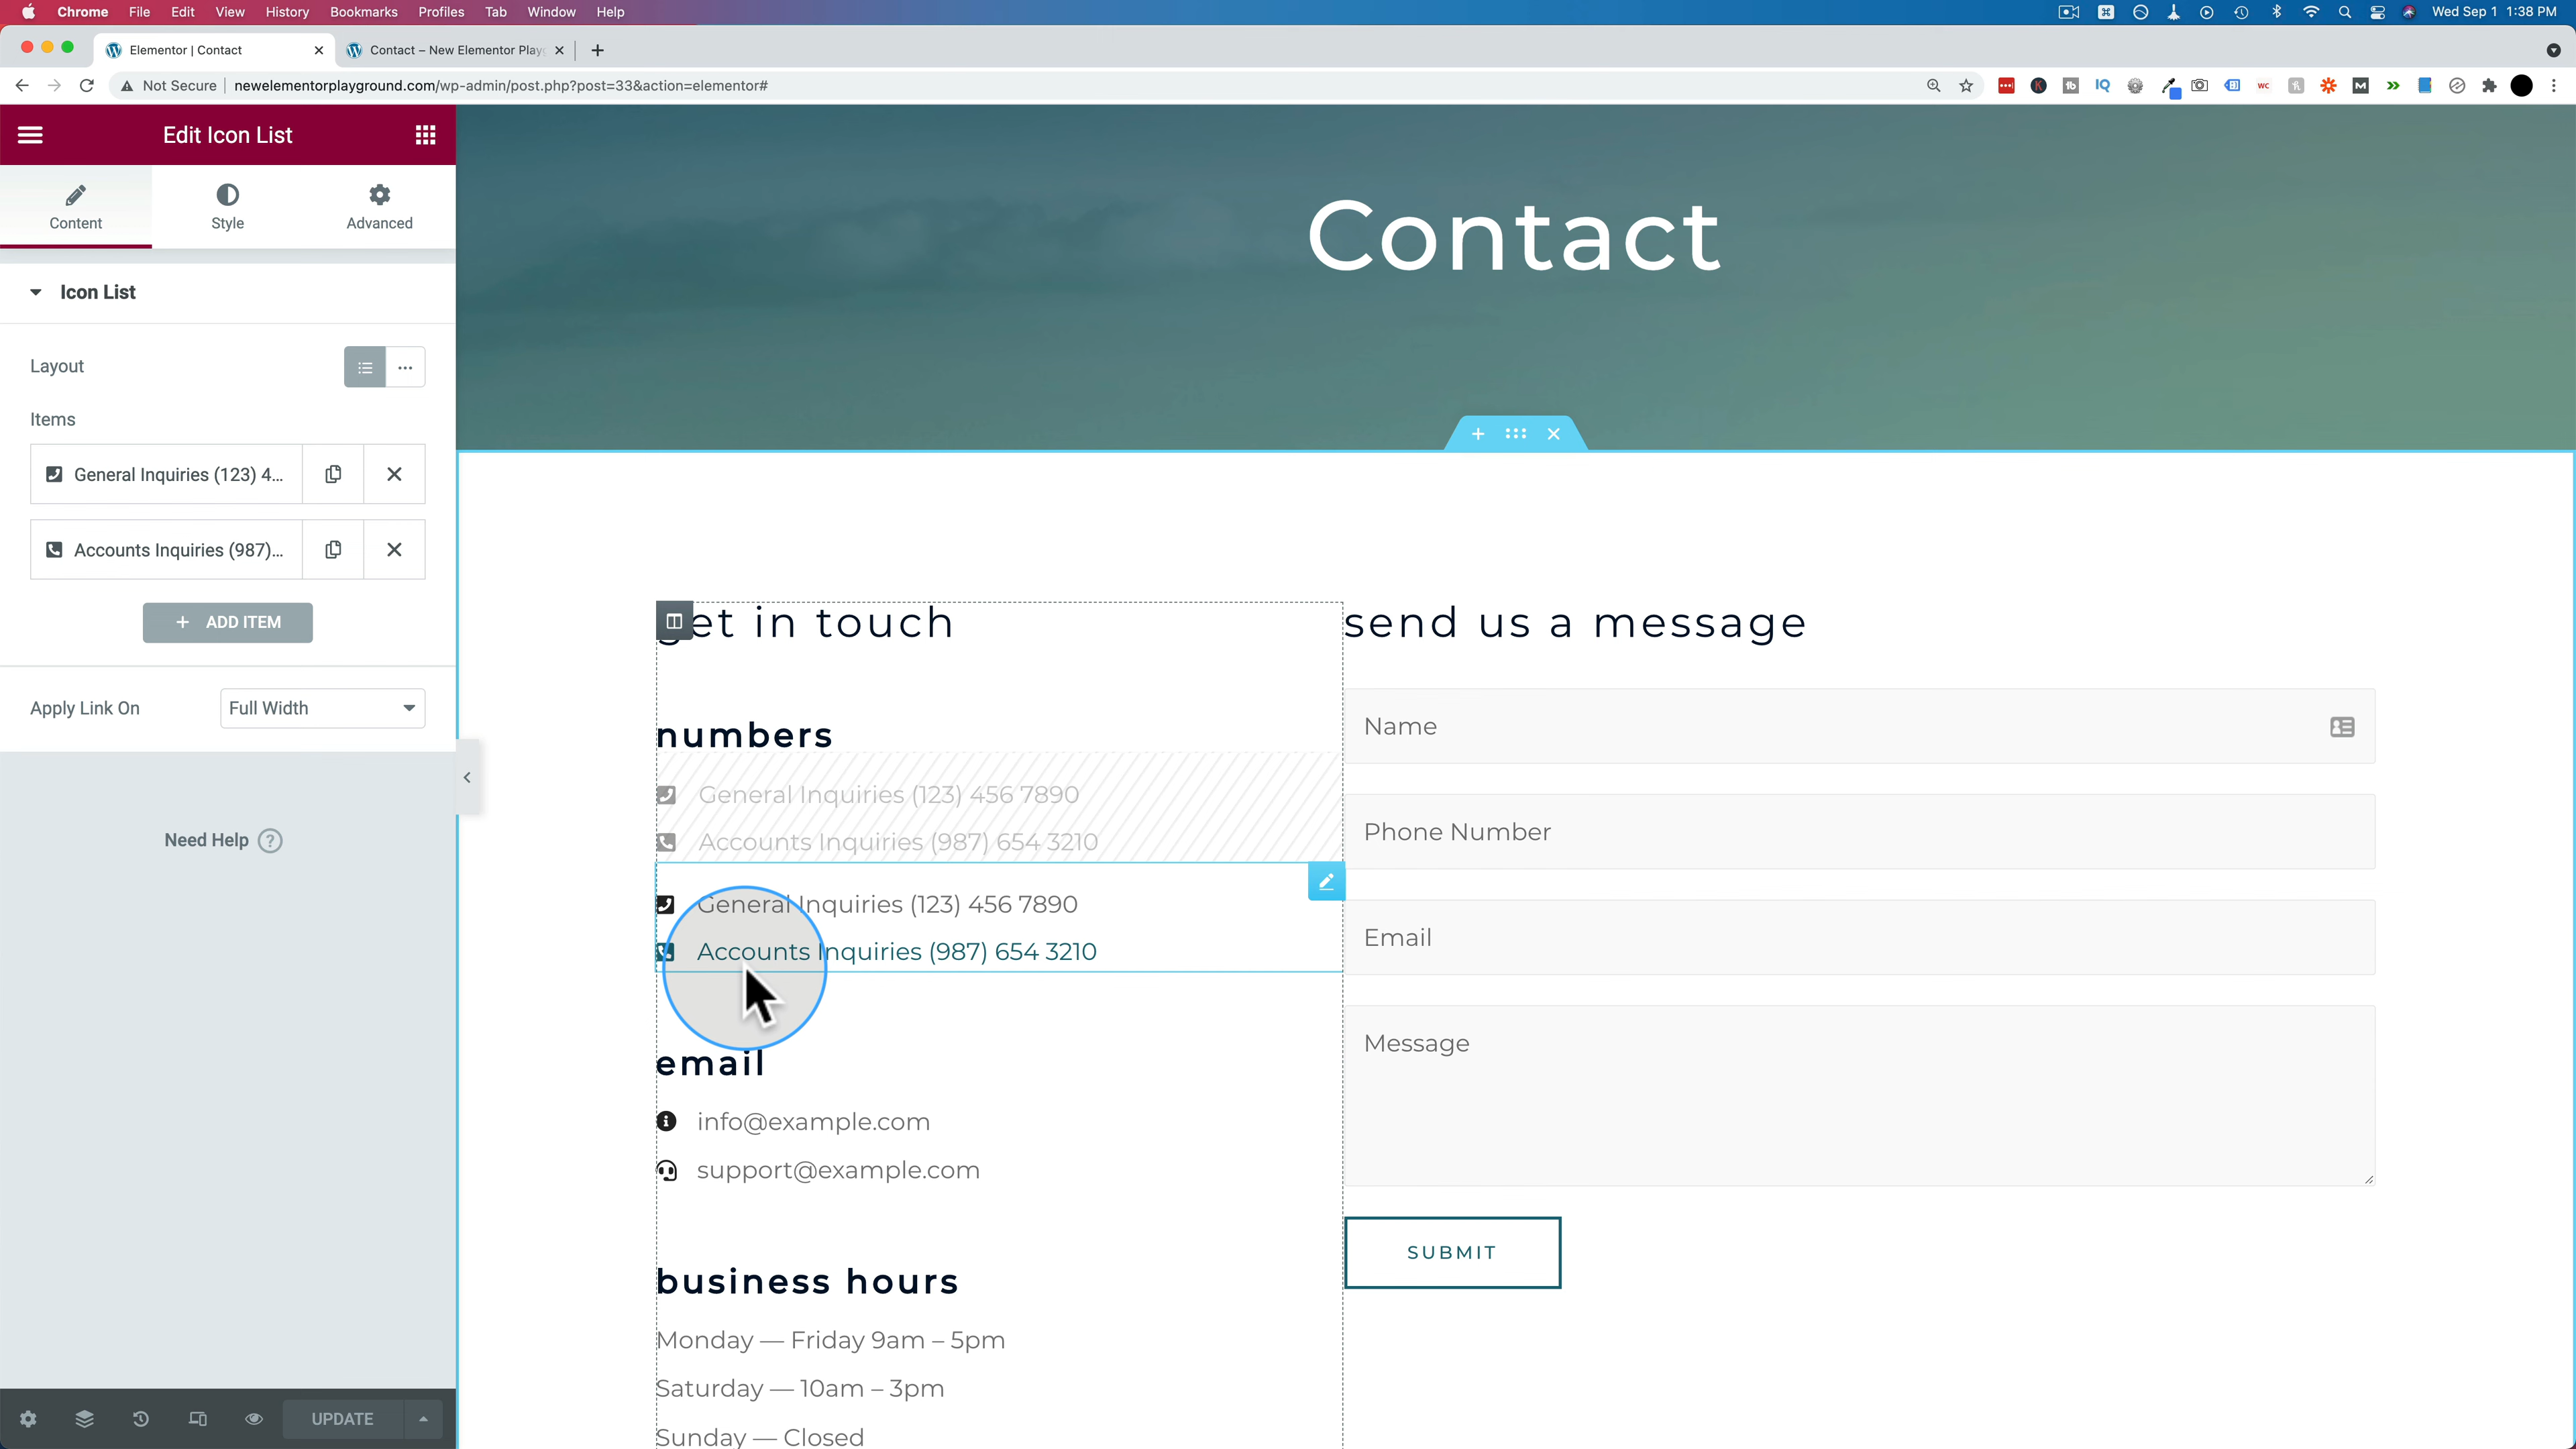 Chrome File Edit View History Bookmarks Profiles Tab Window Help
Wed Sep 1 1:38 PM
Elementor | Contact
Contact – New Elementor Play
Not Secure
newelementorplayground.com/wp-admin/post.php?post=33&action=elementor#
Edit Icon List
Content
Style
Advanced
Icon List
Layout
Items
General Inquiries (123) 4...
Accounts Inquiries (987)...
+ ADD ITEM
Apply Link On
Full Width
Need Help ?
UPDATE
Contact
get in touch
numbers
General Inquiries (123) 456 7890
Accounts Inquiries (987) 654 3210
General Inquiries (123) 456 7890
Accounts Inquiries (987) 654 3210
email
info@example.com
support@example.com
business hours
Monday — Friday 9am – 5pm
Saturday — 10am – 3pm
Sunday — Closed
send us a message
Name
Phone Number
Email
Message
SUBMIT